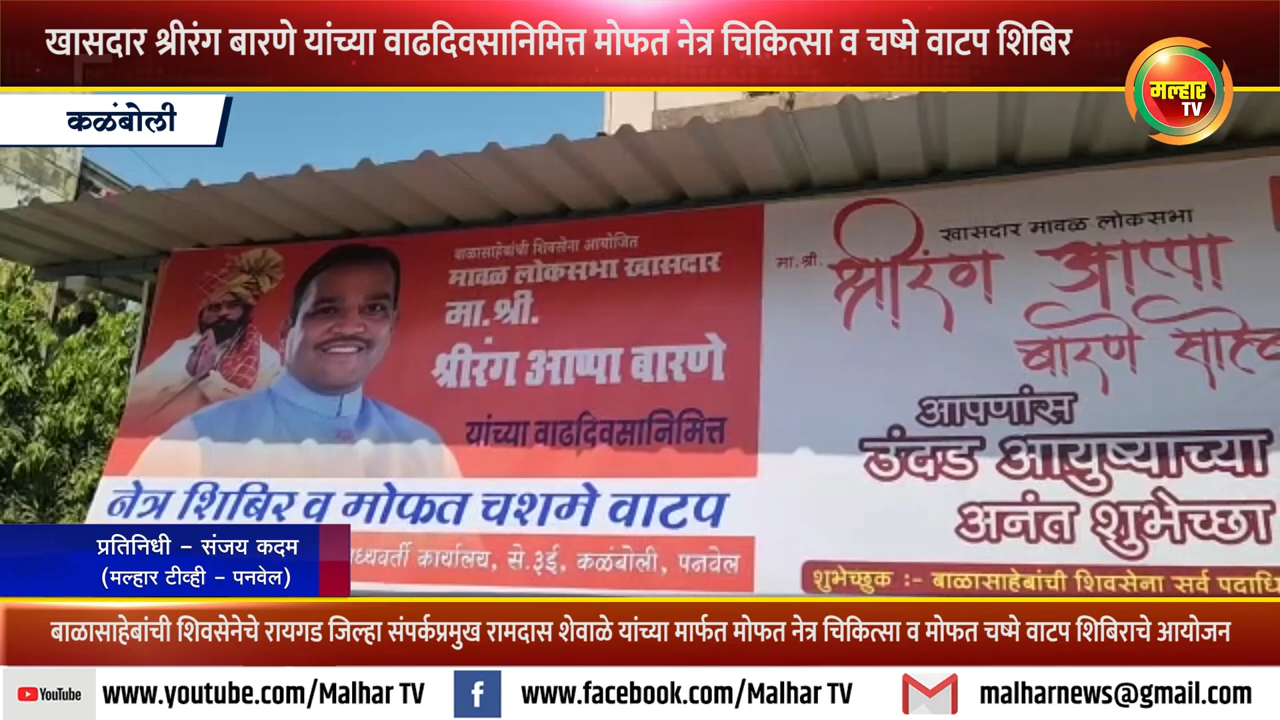 खासदार श्रीरंग बारणे यांच्या वाढदिवसानिमित्त मोफत नेत्र चिकित्सा व चष्मे वाटप शिबिर
मल्हार
TV
कळंबोली
बाळासाहेबांची शिवसेना आयोजित
मावळ लोकसभा खासदार
मा.श्री.
श्रीरंग आप्पा बारणे
यांच्या वाढदिवसानिमित्त
नेत्र शिबिर व मोफत चशमे वाटप
कार्यालय, से.३ई, कळंबोली, पनवेल
खासदार मावळ लोकसभा
मा.श्री.
श्रीरंग आप्पा
बारणे
आपणांस
उंदड आयुष्याच्या
अनंत शुभेच्छा
शुभेच्छुक :- बाळासाहेबांची शिवसेना सर्व
प्रतिनिधी – संजय कदम
(मल्हार टीव्ही – पनवेल)
बाळासाहेबांची शिवसेनेचे रायगड जिल्हा संपर्कप्रमुख रामदास शेवाळे यांच्या मार्फत मोफत नेत्र चिकित्सा व मोफत चष्मे वाटप शिबिराचे आयोजन
YouTube www.youtube.com/Malhar TV
f www.facebook.com/Malhar TV
malharnews@gmail.com